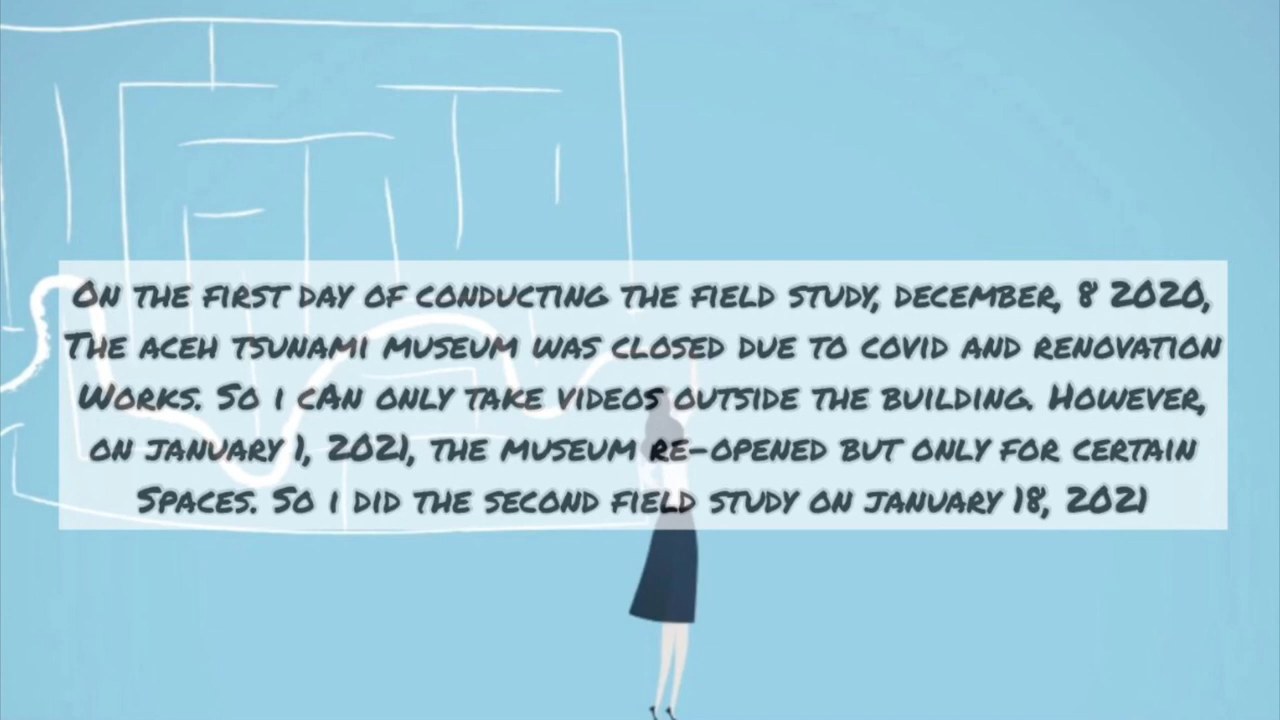 On the first day of conducting the field study, december, 8 2020,
The aceh tsunami museum was closed due to covid and renovation
Works. So i cAn only take videos outside the building. However,
on january 1, 2021, the museum re-opened but only for certain
Spaces. So i did the second field study on january 18, 2021